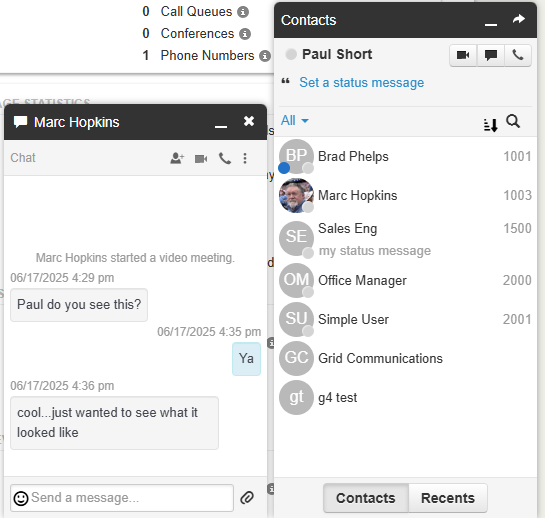 0 Call Queues
0 Conferences
1 Phone Numbers
Marc Hopkins
Chat
Marc Hopkins started a video meeting.
06/17/2025 4:29 pm
Paul do you see this?
06/17/2025 4:35 pm
Ya
06/17/2025 4:36 pm
cool...just wanted to see what it
looked like
Send a message...
Contacts
Paul Short
Set a status message
All
BP Brad Phelps 1001
Marc Hopkins 1003
SE Sales Eng 1500
my status message
OM Office Manager 2000
SU Simple User 2001
GC Grid Communications
gt g4 test
Contacts Recents